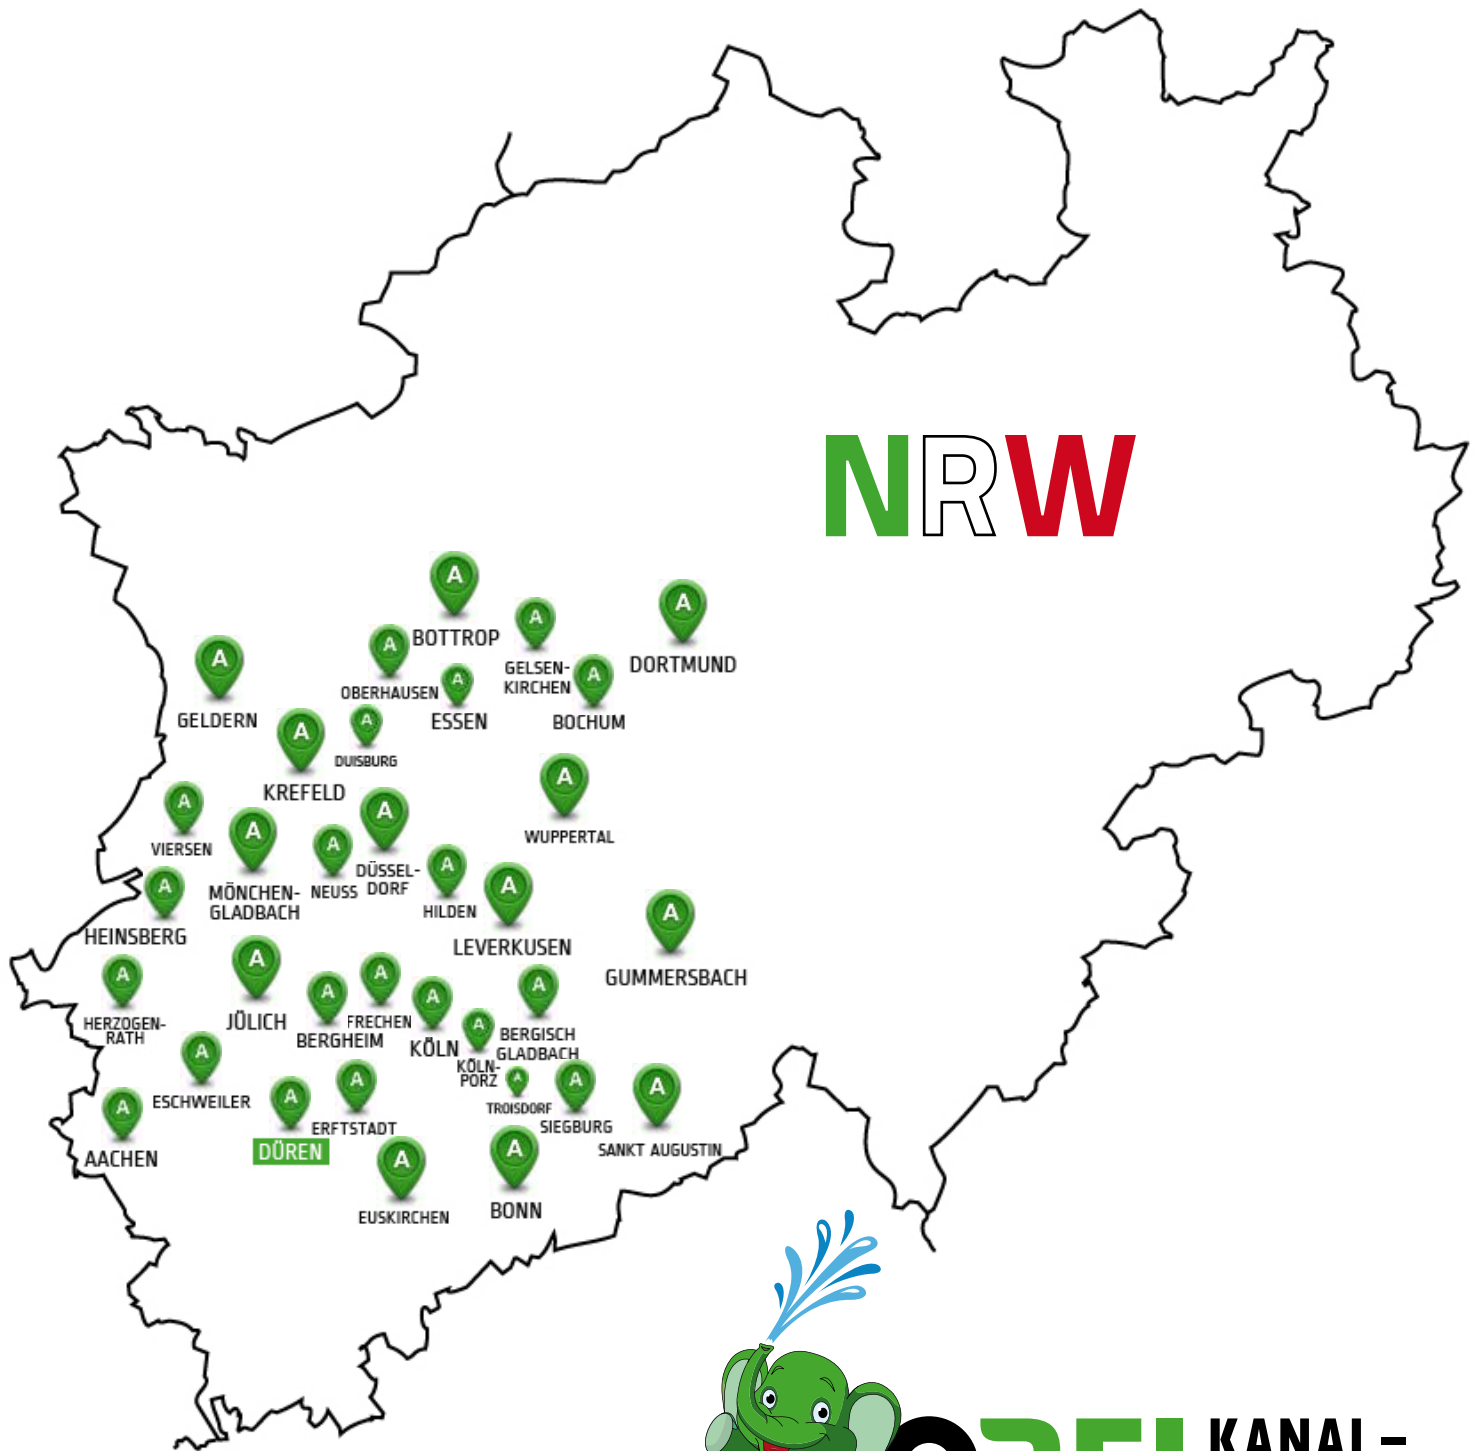 NRW
BOTTROP
GELSEN-
KIRCHEN
DORTMUND
OBERHAUSEN
ESSEN
BOCHUM
GELDERN
DUISBURG
KREFELD
WUPPERTAL
VIERSEN
MÖNCHEN-
GLADBACH
NEUSS
DÜSSEL-
DORF
HILDEN
HEINSBERG
LEVERKUSEN
GUMMERSBACH
HERZOGEN-
RATH
JÜLICH
BERGHEIM
FRECHEN
KÖLN
KÖLN-
PORZ
BERGISCH
GLADBACH
ESCHWEILER
TROISDORF
SIEGBURG
SANKT AUGUSTIN
AACHEN
DÜREN
ERFTSTADT
EUSKIRCHEN
BONN
KANAL-